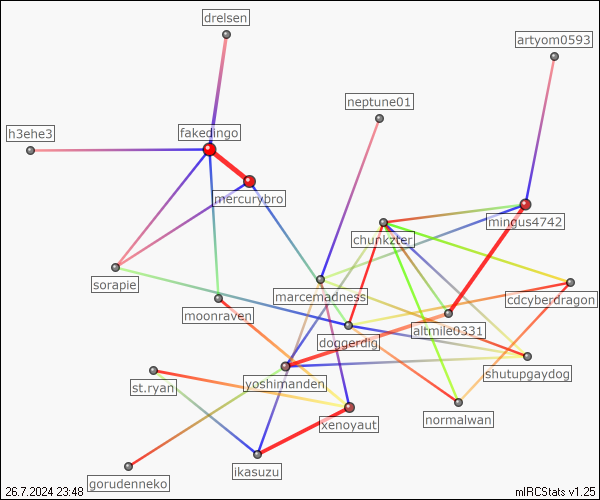 drelsen
artyom0593
neptune01
h3ehe3
fakedingo
mercurybro
mingus4742
chunkzter
sorapie
marcemadness
cdcyberdragon
moonraven
altmile0331
doggerdig
shutupgaydog
st.ryan
yoshimanden
normalwan
xenoyaut
ikasuzu
gorudenneko
26.7.2024 23:48
mIRCStats v1.25